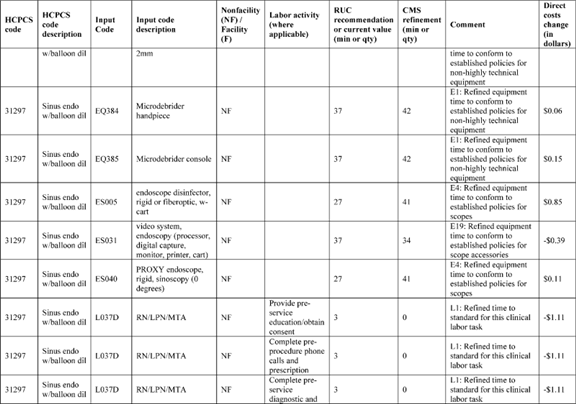 HCPCS code | HCPCS code description | Input Code | Input code description | Nonfacility (NF) / Facility (F) | Labor activity (where applicable) | RUC recommendation or current value (min or qty) | CMS refinement (min or qty) | Comment | Direct costs change (in dollars)
w/balloon dil | 2mm | time to conform to established policies for non-highly technical equipment
31297 | Sinus endo w/balloon dil | EQ384 | Microdebrider handpiece | NF | 37 | 42 | E1: Refined equipment time to conform to established policies for non-highly technical equipment | $0.06
31297 | Sinus endo w/balloon dil | EQ385 | Microdebrider console | NF | 37 | 42 | E1: Refined equipment time to conform to established policies for non-highly technical equipment | $0.15
31297 | Sinus endo w/balloon dil | ES005 | endoscope disinfector, rigid or fiberoptic, w-cart | NF | 27 | 41 | E4: Refined equipment time to conform to established policies for scopes | $0.85
31297 | Sinus endo w/balloon dil | ES031 | video system, endoscopy (processor, digital capture, monitor, printer, cart) | NF | 37 | 34 | E19: Refined equipment time to conform to established policies for scope accessories | -$0.39
31297 | Sinus endo w/balloon dil | ES040 | PROXY endoscope, rigid, sinoscopy (0 degrees) | NF | 27 | 41 | E4: Refined equipment time to conform to established policies for scopes | $0.11
31297 | Sinus endo w/balloon dil | L037D | RN/LPN/MTA | NF | Provide pre-service education/obtain consent | 3 | 0 | L1: Refined time to standard for this clinical labor task | -$1.11
31297 | Sinus endo w/balloon dil | L037D | RN/LPN/MTA | NF | Complete pre-procedure phone calls and prescription | 3 | 0 | L1: Refined time to standard for this clinical labor task | -$1.11
31297 | Sinus endo w/balloon dil | L037D | RN/LPN/MTA | NF | Complete pre-service diagnostic and | 3 | 0 | L1: Refined time to standard for this clinical | -$1.11